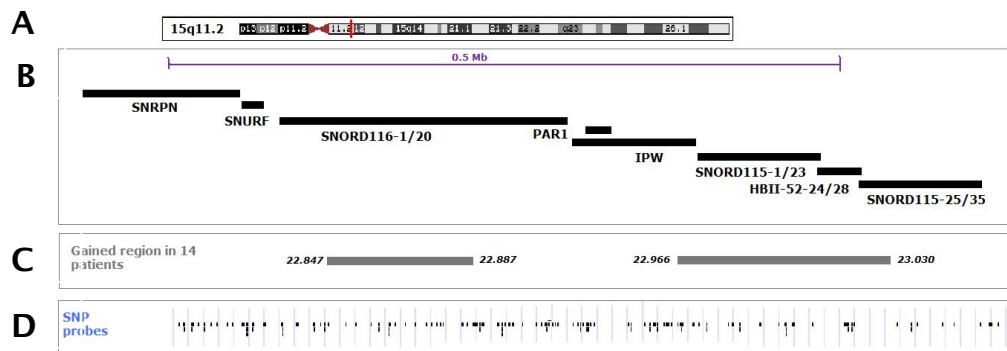 A
15q11.2
p13 p12 p11.2 11.2 12 15q14 21.1 21.3 22.2 q23 26.1
B
0.5 Mb
SNRPN
SNURF
SNORD116-1/20
PAR1
IPW
SNORD115-1/23
HBII-52-24/28
SNORD115-25/35
C
Gained region in 14
patients
22.847
22.887
22.966
23.030
D
SNP
probes